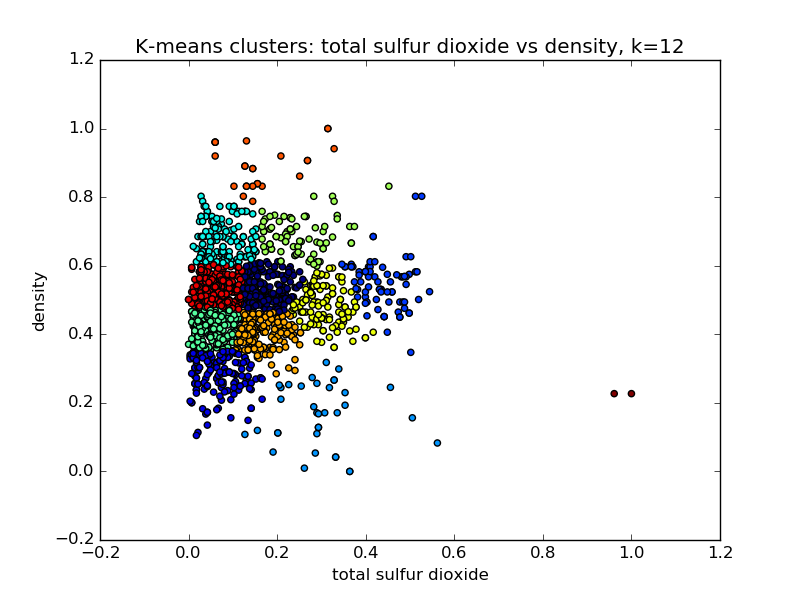 K-means clusters: total sulfur dioxide vs density, k=12
1.2
1.0
0.8
0.6
0.4
0.2
0.0
−0.2
density
−0.2 0.0 0.2 0.4 0.6 0.8 1.0 1.2
total sulfur dioxide